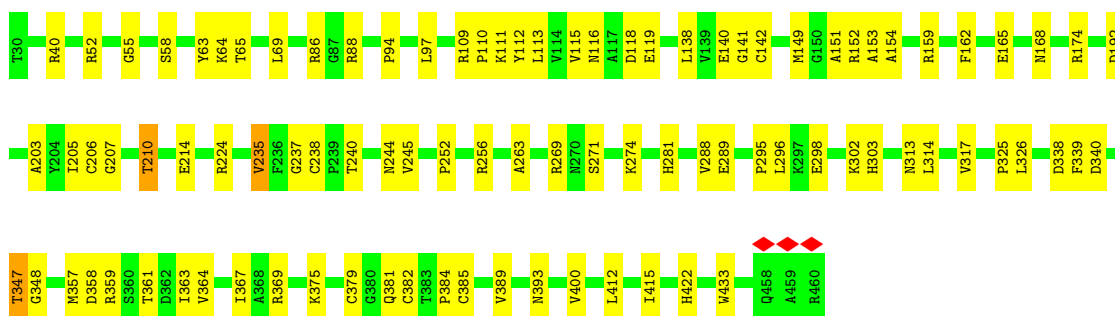 T30 R40 R52 G55 S58 Y63 K64 T65 L69 R86 G87 R88 P94 L97 R109 P110 K111 Y112 L113 V114 V115 N116 A117 D118 E119 L138 V139 E140 G141 C142 M149 G150 A151 R152 A153 A154 R159 F162 E165 N168 R174
A203 Y204 I205 C206 G207 T210 E214 R224 V235 F236 G237 C238 P239 T240 N244 V245 P252 R256 A263 R269 N270 S271 K274 H281 V288 E289 P295 L296 K297 E298 K302 H303 N313 L314 V317 P325 L326 D338 F339 D340
T347 G348 M357 D358 R359 S360 T361 D362 I363 V364 I367 A368 R369 K375 C379 G380 Q381 C382 T383 P384 C385 V389 N393 V400 L412 I415 H422 W433 Q458 A459 R460